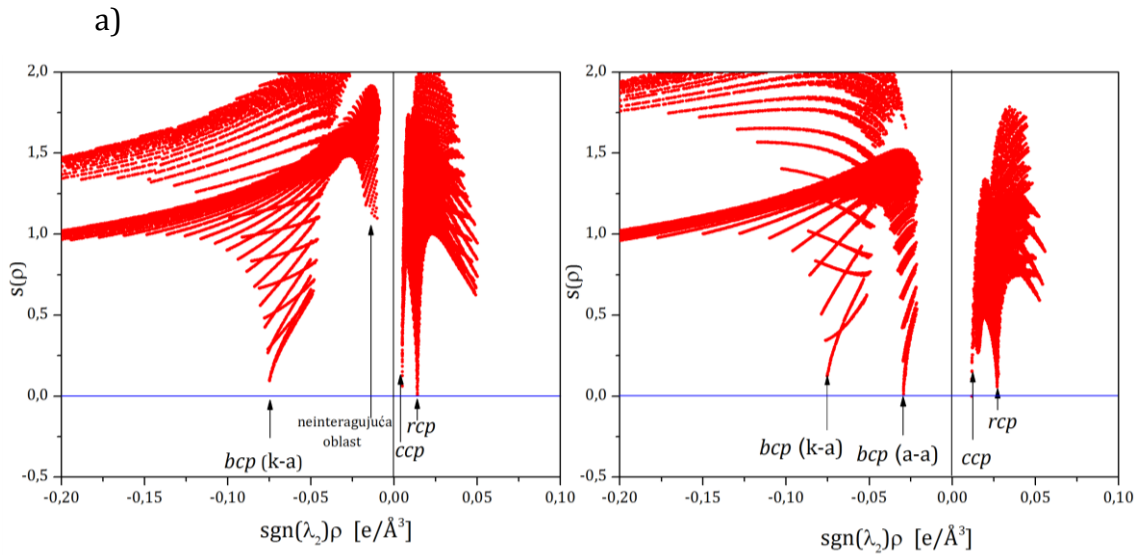 a)
2,0
1,5
1,0
0,5
0,0
-0,5
s(ρ)
-0,20 -0,15 -0,10 -0,05 0,00 0,05 0,10
sgn(λ₂)ρ [e/Å³]
bcp (k-a)
neinteragujúca
oblast
ccp
rcp
2,0
1,5
1,0
0,5
0,0
-0,5
s(ρ)
-0,20 -0,15 -0,10 -0,05 0,00 0,05 0,10
sgn(λ₂)ρ [e/Å³]
bcp (k-a)
bcp (a-a)
ccp
rcp